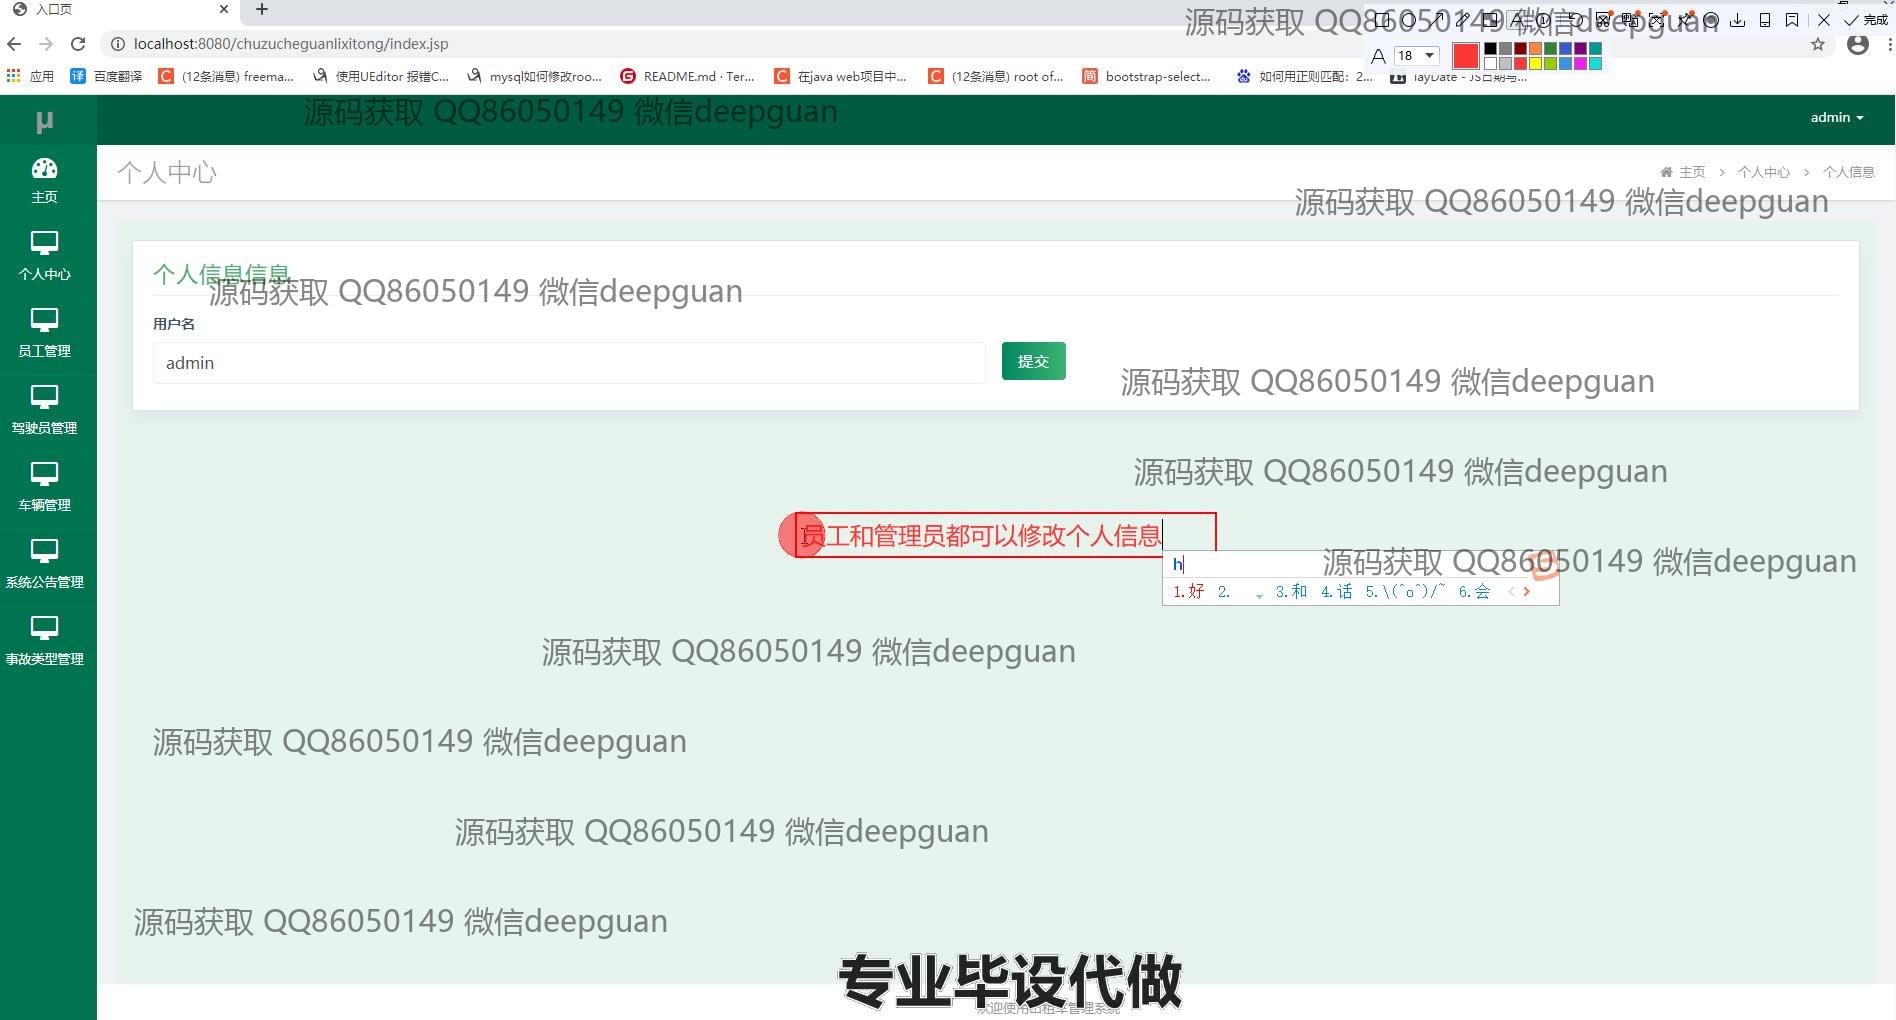 入口页
localhost:8080/chuzucheguanlixitong/index.jsp
完成
A 18
应用 百度翻译 (12条消息) freema... 使用UEditor 报错C... mysql如何修改roo... README.md · Ter... 在java web项目中... (12条消息) root of... bootstrap-select... 如何用正则匹配：2... layDate - JS日期与...
源码获取 QQ86050149 微信deepguan
源码获取 QQ86050149 微信deepguan
μ
admin
主页
个人中心
员工管理
驾驶员管理
车辆管理
系统公告管理
事故类型管理
个人中心
主页 > 个人中心 > 个人信息
源码获取 QQ86050149 微信deepguan
个人信息信息
源码获取 QQ86050149 微信deepguan
用户名
admin
提交
源码获取 QQ86050149 微信deepguan
源码获取 QQ86050149 微信deepguan
员工和管理员都可以修改个人信息
h
源码获取 QQ86050149 微信deepguan
1.好 2. 3.和 4.话 5.\(^o^)/~ 6.会
源码获取 QQ86050149 微信deepguan
源码获取 QQ86050149 微信deepguan
源码获取 QQ86050149 微信deepguan
源码获取 QQ86050149 微信deepguan
专业毕设代做
欢迎使用出租车管理系统